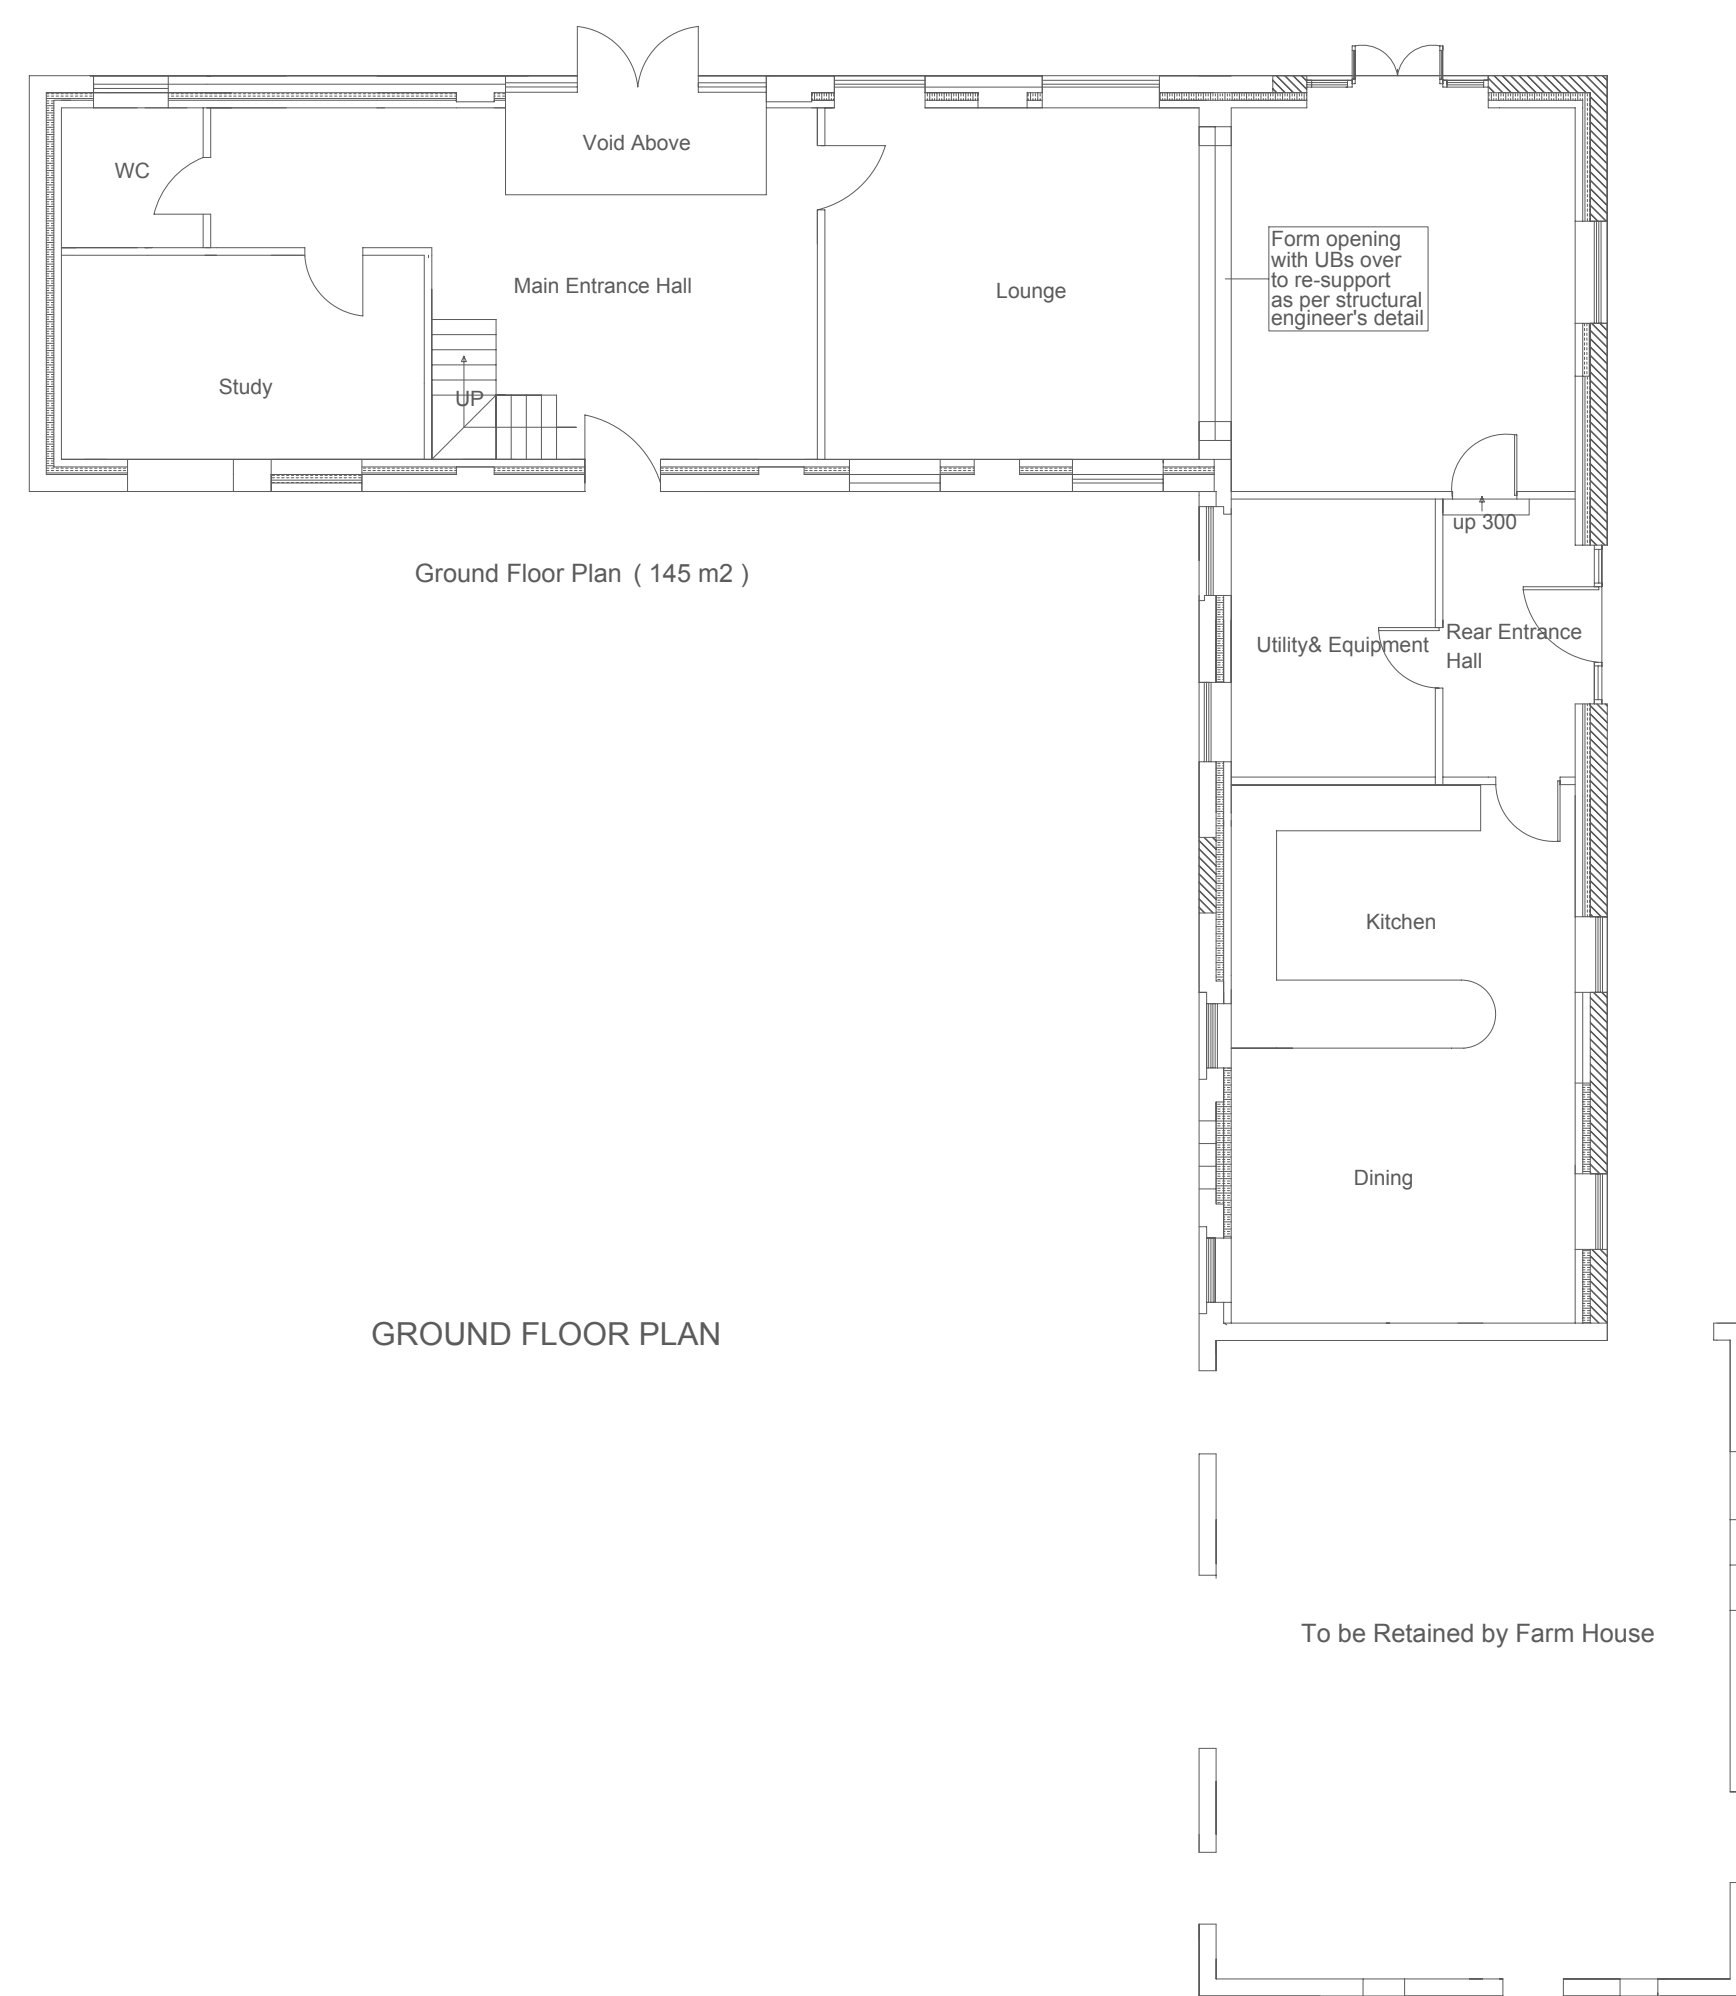 Void Above
WC
Form opening
with UBs over
to re-support
as per structural
engineer's detail
Main Entrance Hall
Lounge
Study
UP
up 300
Ground Floor Plan ( 145 m2 )
Utility& Equipment
Rear Entrance
Hall
Kitchen
Dining
GROUND FLOOR PLAN
To be Retained by Farm House